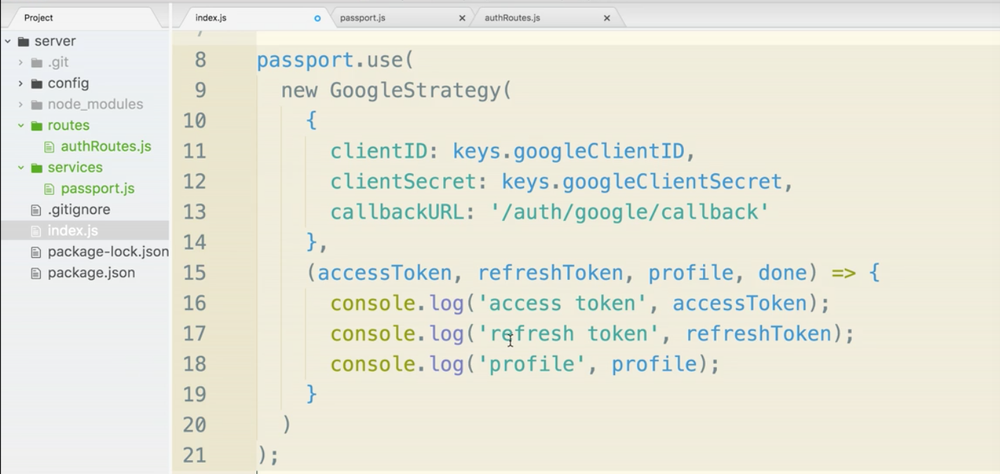 Project
index.js
passport.js
authRoutes.js
server
.git
config
node_modules
routes
authRoutes.js
services
passport.js
.gitignore
index.js
package-lock.json
package.json
8 passport.use(
9 new GoogleStrategy(
10 {
11 clientID: keys.googleClientID,
12 clientSecret: keys.googleClientSecret,
13 callbackURL: '/auth/google/callback'
14 },
15 (accessToken, refreshToken, profile, done) => {
16 console.log('access token', accessToken);
17 console.log('refresh token', refreshToken);
18 console.log('profile', profile);
19 }
20 )
21 );